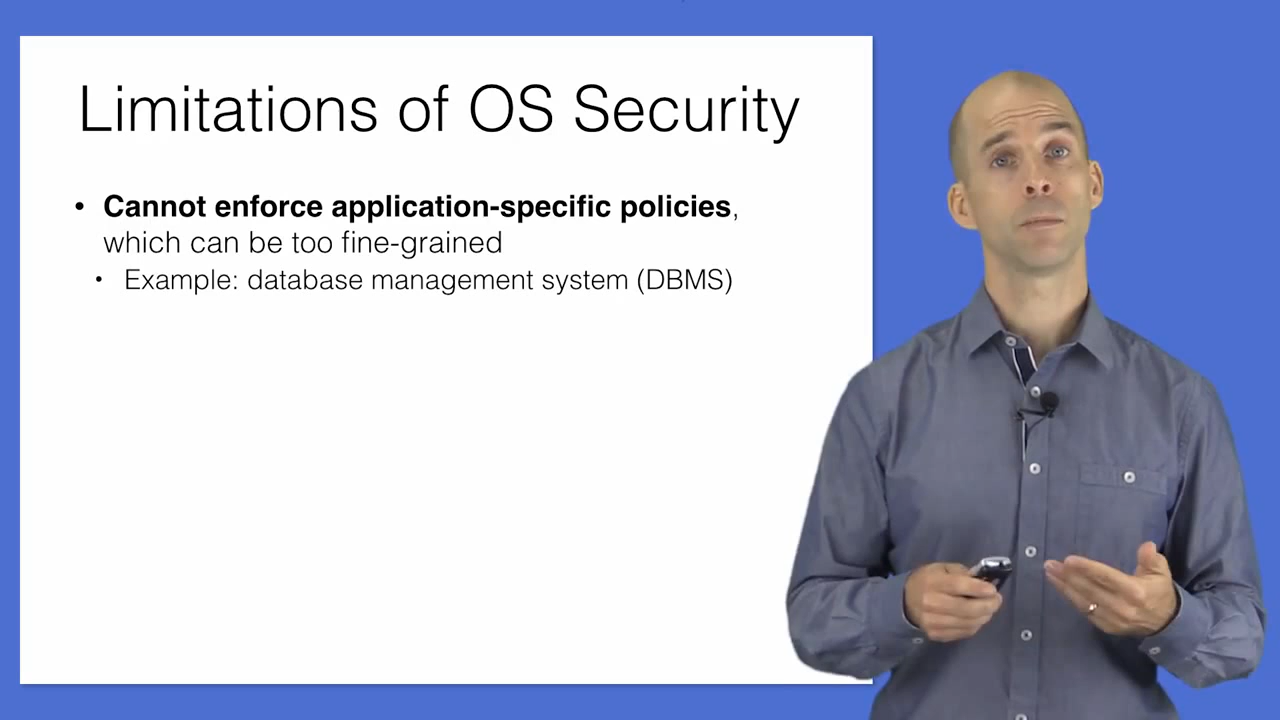 Limitations of OS Security
• Cannot enforce application-specific policies,
which can be too fine-grained
• Example: database management system (DBMS)